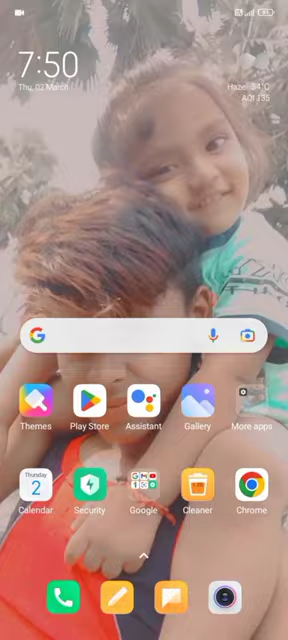 7:50
Thu, 02 March
Haze 34°C
AQI 135
Themes
Play Store
Assistant
Gallery
More apps
Thursday
2
Calendar
Security
Google
Cleaner
Chrome